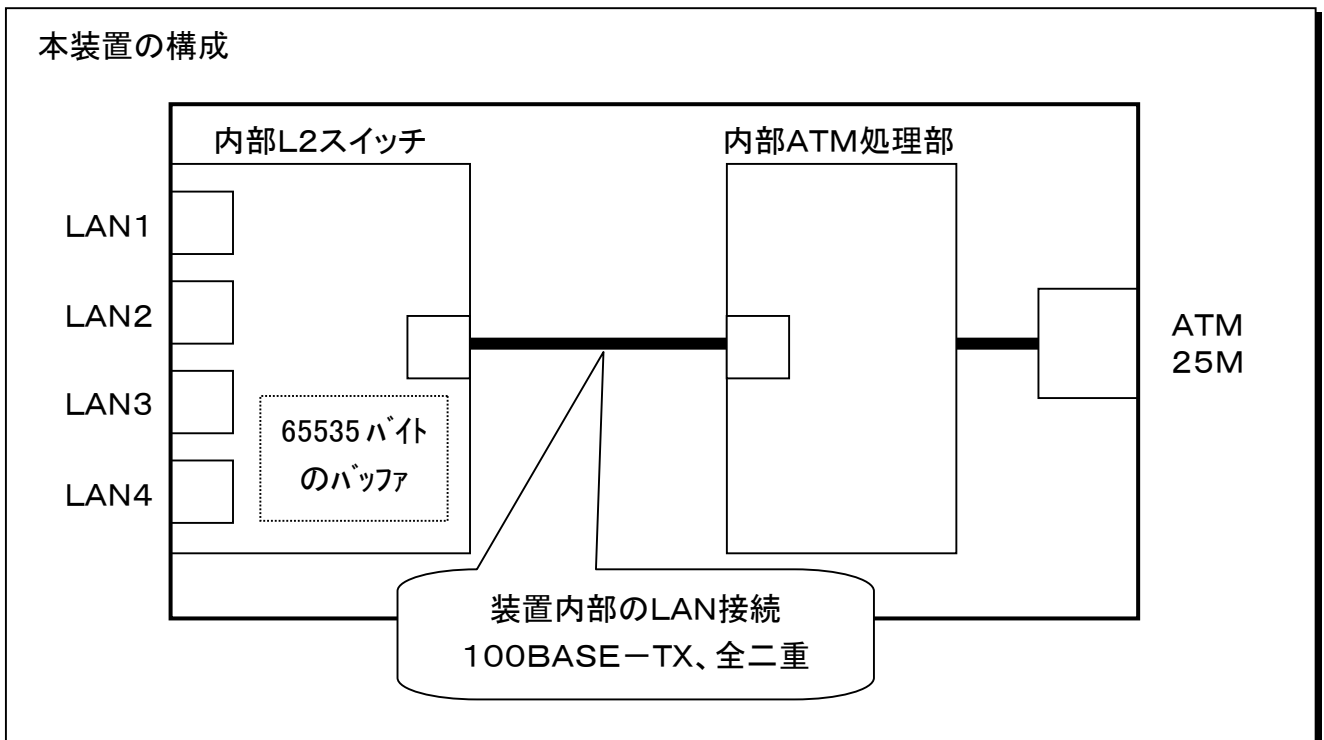 本装置の構成
内部L2スイッチ
内部ATM処理部
LAN1
LAN2
LAN3
LAN4
65535 バイト
のバッファ
ATM
25M
装置内部のLAN接続
100BASE-TX、全二重